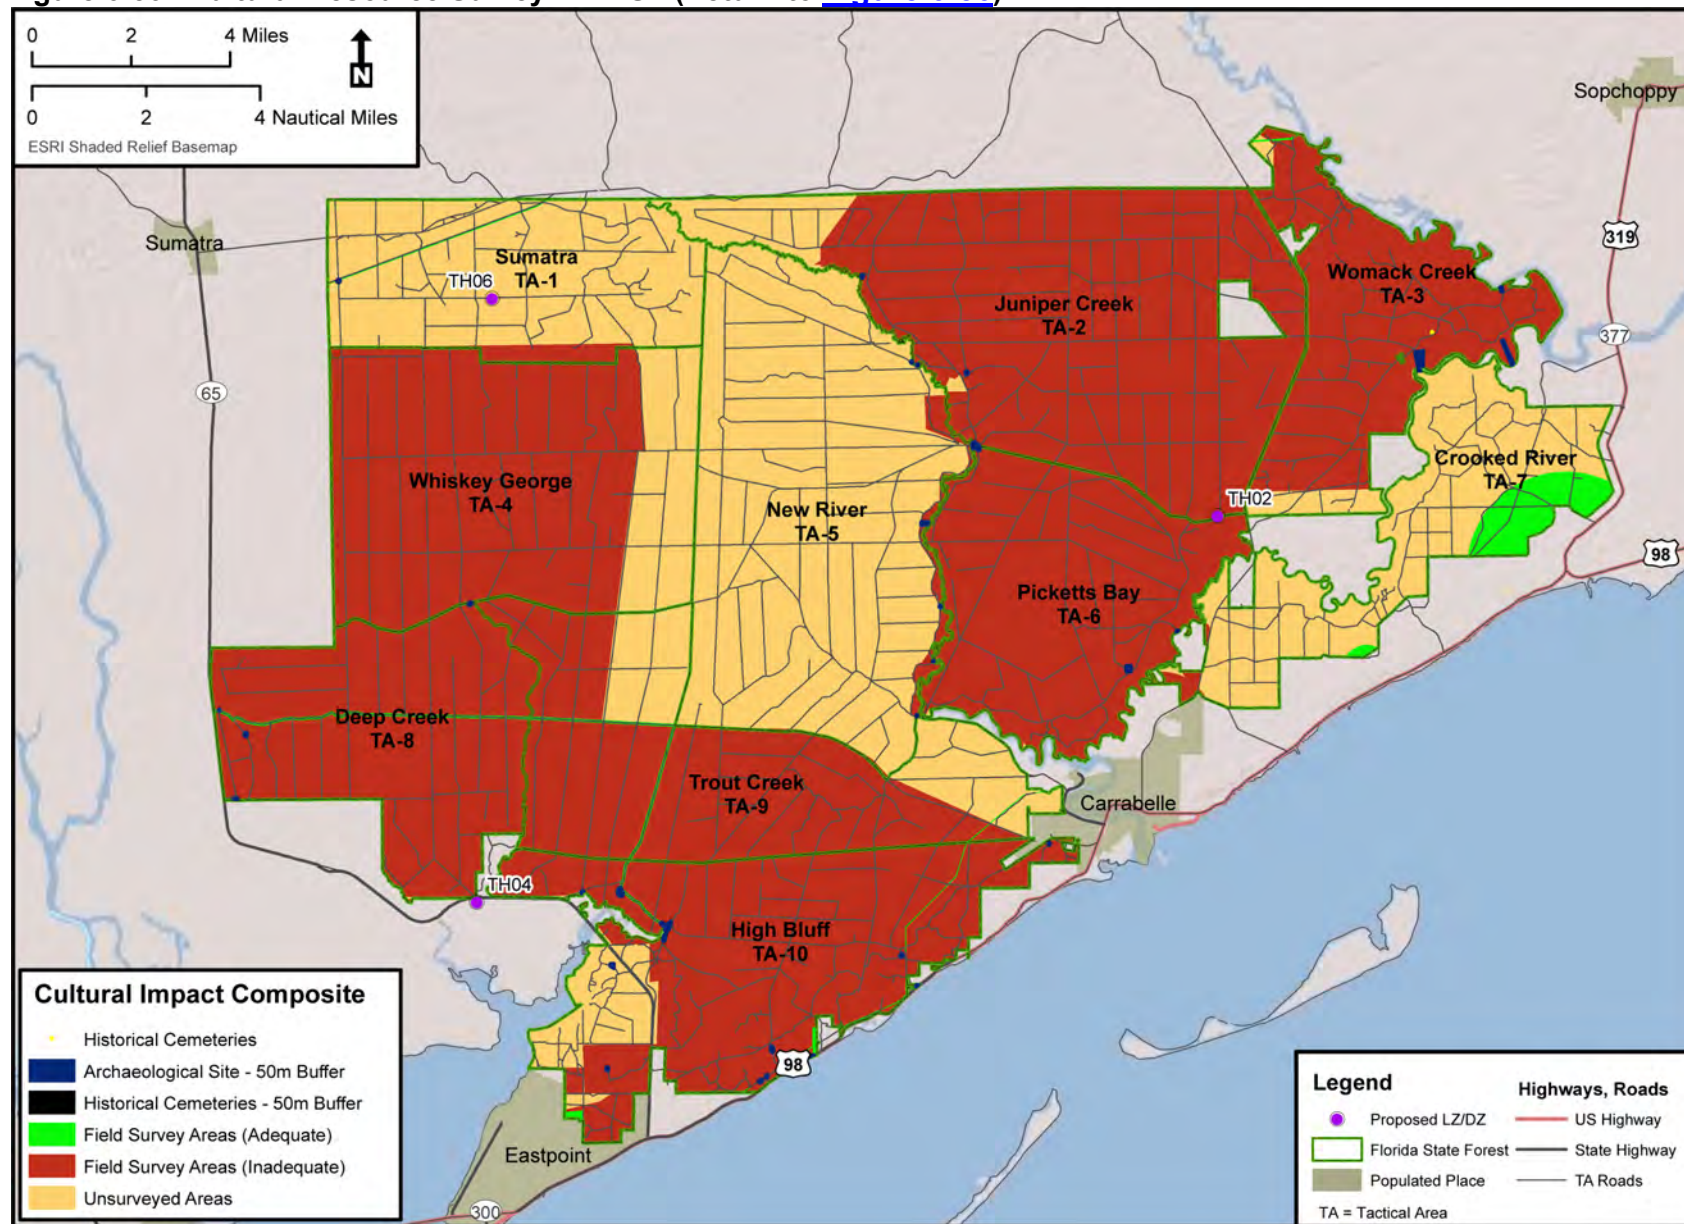 0 2 4 Miles
N
0 2 4 Nautical Miles
ESRI Shaded Relief Basemap
Sopchoppy
Sumatra
319
Sumatra
TA-1
TH06
Womack Creek
TA-3
Juniper Creek
TA-2
377
65
Whiskey George
TA-4
Crooked River
TA-7
TH02
New River
TA-5
98
Picketts Bay
TA-6
Deep Creek
TA-8
Trout Creek
TA-9
Carrabelle
TH04
High Bluff
TA-10
98
Eastpoint
300
Cultural Impact Composite
Historical Cemeteries
Archaeological Site - 50m Buffer
Historical Cemeteries - 50m Buffer
Field Survey Areas (Adequate)
Field Survey Areas (Inadequate)
Unsurveyed Areas
Legend
Proposed LZ/DZ
Florida State Forest
Populated Place
TA = Tactical Area
Highways, Roads
US Highway
State Highway
TA Roads